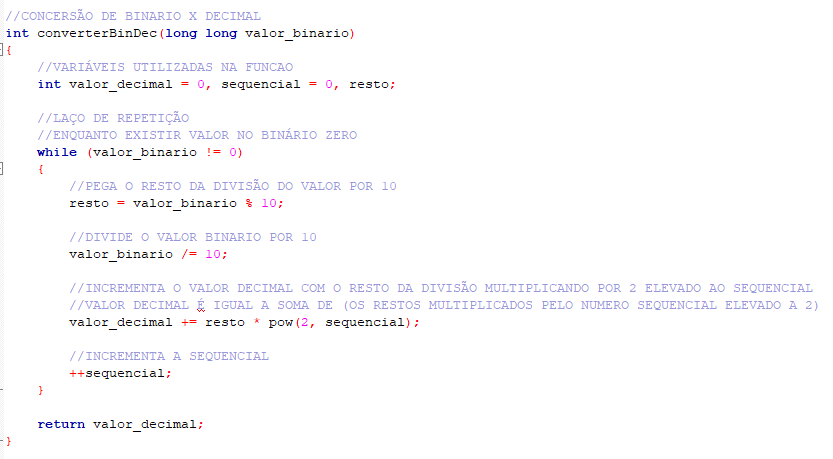 //CONCERSÃO DE BINARIO X DECIMAL
int converterBinDec(long long valor_binario)
{
//VARIÁVEIS UTILIZADAS NA FUNCAO
int valor_decimal = 0, sequencial = 0, resto;
//LAÇO DE REPETIÇÃO
//ENQUANTO EXISTIR VALOR NO BINÁRIO ZERO
while (valor_binario != 0)
{
//PEGA O RESTO DA DIVISÃO DO VALOR POR 10
resto = valor_binario % 10;
//DIVIDE O VALOR BINARIO POR 10
valor_binario /= 10;
//INCREMENTA O VALOR DECIMAL COM O RESTO DA DIVISÃO MULTIPLICANDO POR 2 ELEVADO AO SEQUENCIAL
//VALOR DECIMAL É IGUAL A SOMA DE (OS RESTOS MULTIPLICADOS PELO NUMERO SEQUENCIAL ELEVADO A 2)
valor_decimal += resto * pow(2, sequencial);
//INCREMENTA A SEQUENCIAL
++sequencial;
}
return valor_decimal;
}